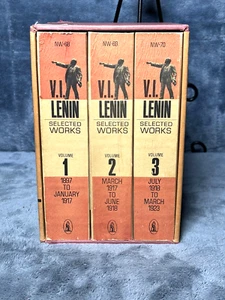 NW-68
V.I.
LENIN
SELECTED
WORKS
VOLUME
1
1897
TO
JANUARY
1917
NW-69
V.I.
LENIN
SELECTED
WORKS
VOLUME
2
MARCH
1917
TO
JUNE
1918
NW-70
V.I.
LENIN
SELECTED
WORKS
VOLUME
3
JULY
1918
TO
MARCH
1923